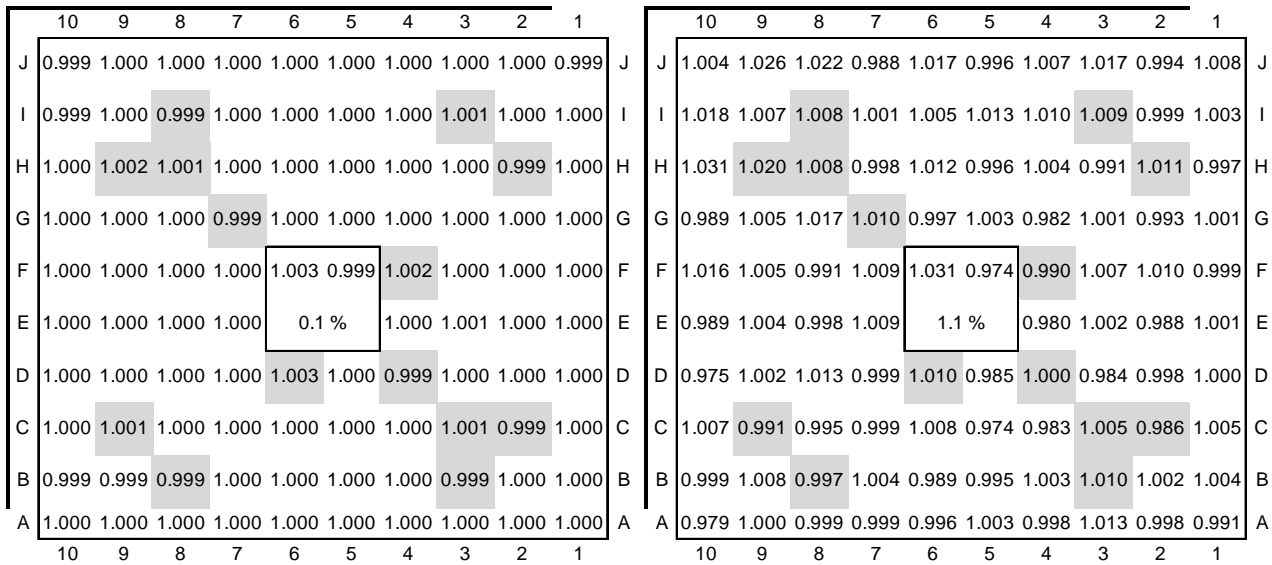 10 9 8 7 6 5 4 3 2 1 10 9 8 7 6 5 4 3 2 1
J 0.999 1.000 1.000 1.000 1.000 1.000 1.000 1.000 1.000 0.999 J J 1.004 1.026 1.022 0.988 1.017 0.996 1.007 1.017 0.994 1.008 J
I 0.999 1.000 0.999 1.000 1.000 1.000 1.000 1.001 1.000 1.000 I I 1.018 1.007 1.008 1.001 1.005 1.013 1.010 1.009 0.999 1.003 I
H 1.000 1.002 1.001 1.000 1.000 1.000 1.000 1.000 0.999 1.000 H H 1.031 1.020 1.008 0.998 1.012 0.996 1.004 0.991 1.011 0.997 H
G 1.000 1.000 1.000 0.999 1.000 1.000 1.000 1.000 1.000 1.000 G G 0.989 1.005 1.017 1.010 0.997 1.003 0.982 1.001 0.993 1.001 G
F 1.000 1.000 1.000 1.000 1.003 0.999 1.002 1.000 1.000 1.000 F F 1.016 1.005 0.991 1.009 1.031 0.974 0.990 1.007 1.010 0.999 F
E 1.000 1.000 1.000 1.000 0.1 % 1.000 1.001 1.000 1.000 E E 0.989 1.004 0.998 1.009 1.1 % 0.980 1.002 0.988 1.001 E
D 1.000 1.000 1.000 1.000 1.003 1.000 0.999 1.000 1.000 1.000 D D 0.975 1.002 1.013 0.999 1.010 0.985 1.000 0.984 0.998 1.000 D
C 1.000 1.001 1.000 1.000 1.000 1.000 1.000 1.001 0.999 1.000 C C 1.007 0.991 0.995 0.999 1.008 0.974 0.983 1.005 0.986 1.005 C
B 0.999 0.999 0.999 1.000 1.000 1.000 1.000 0.999 1.000 1.000 B B 0.999 1.008 0.997 1.004 0.989 0.995 1.003 1.010 1.002 1.004 B
A 1.000 1.000 1.000 1.000 1.000 1.000 1.000 1.000 1.000 1.000 A A 0.979 1.000 0.999 0.999 0.996 1.003 0.998 1.013 0.998 0.991 A
10 9 8 7 6 5 4 3 2 1 10 9 8 7 6 5 4 3 2 1